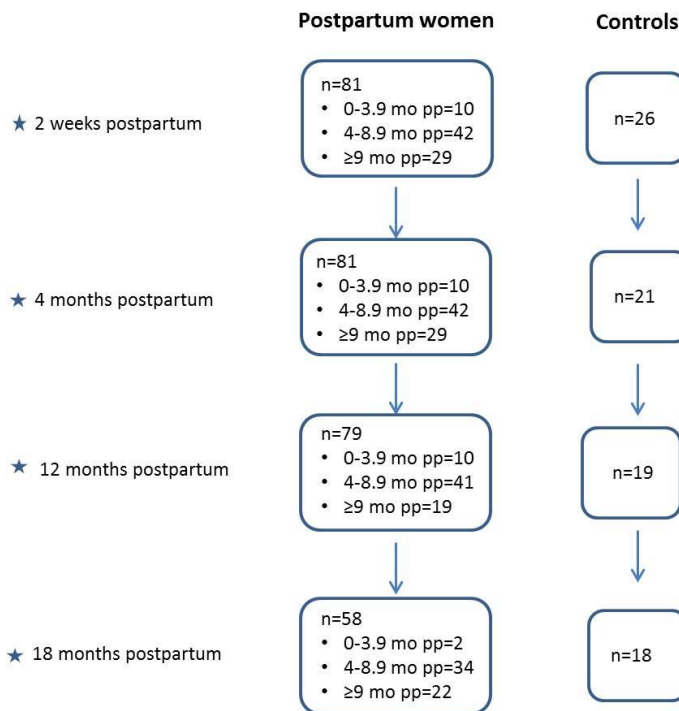 Postpartum women Controls
★ 2 weeks postpartum
n=81
• 0-3.9 mo pp=10
• 4-8.9 mo pp=42
• ≥9 mo pp=29
n=26
★ 4 months postpartum
n=81
• 0-3.9 mo pp=10
• 4-8.9 mo pp=42
• ≥9 mo pp=29
n=21
★ 12 months postpartum
n=79
• 0-3.9 mo pp=10
• 4-8.9 mo pp=41
• ≥9 mo pp=19
n=19
★ 18 months postpartum
n=58
• 0-3.9 mo pp=2
• 4-8.9 mo pp=34
• ≥9 mo pp=22
n=18